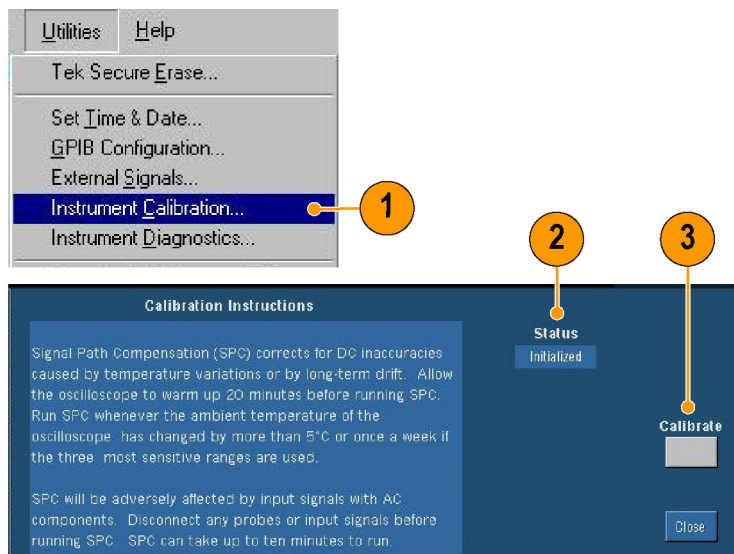 Utilities Help
Tek Secure Erase...
Set Time & Date...
GPIB Configuration...
External Signals...
Instrument Calibration...
Instrument Diagnostics...
1
2
3
Calibration Instructions
Signal Path Compensation (SPC) corrects for DC inaccuracies
caused by temperature variations or by long-term drift. Allow
the oscilloscope to warm up 20 minutes before running SPC.
Run SPC whenever the ambient temperature of the
oscilloscope has changed by more than 5°C or once a week if
the three most sensitive ranges are used.
SPC will be adversely affected by input signals with AC
components. Disconnect any probes or input signals before
running SPC. SPC can take up to ten minutes to run.
Status
Initialized
Calibrate
Close